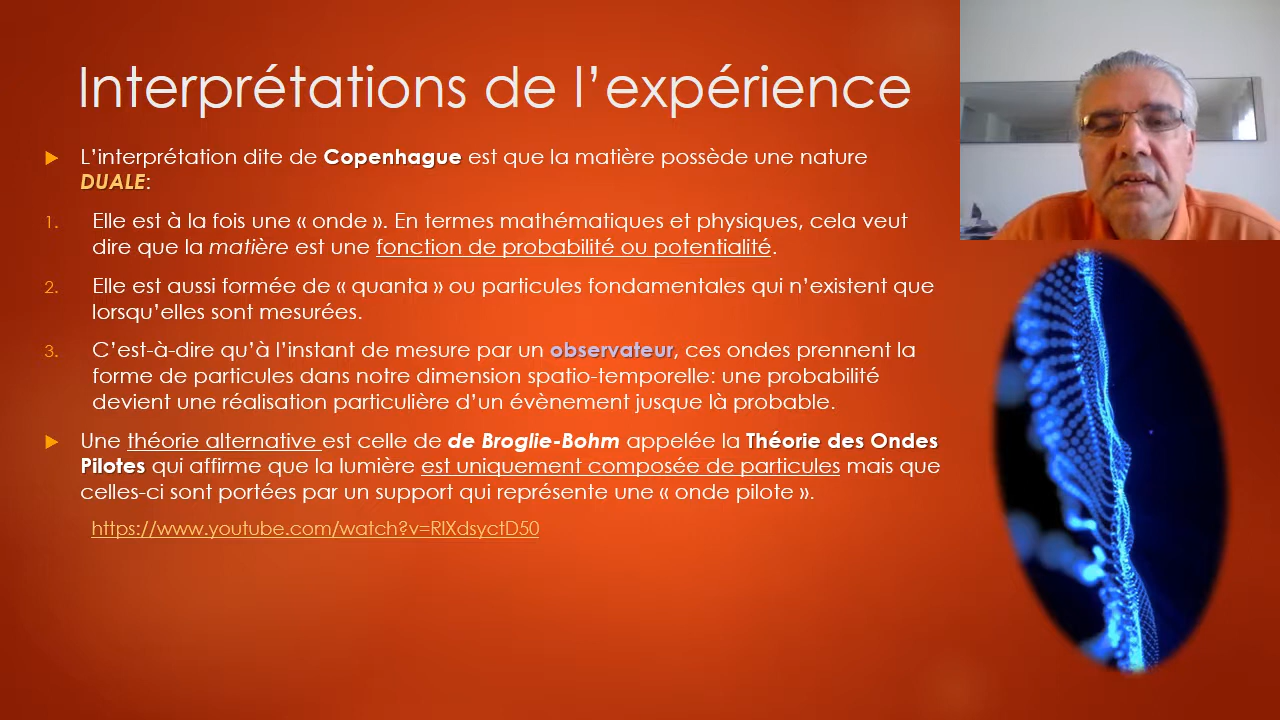 Interprétations de l’expérience
L’interprétation dite de Copenhague est que la matière possède une nature
DUALE:
1. Elle est à la fois une « onde ». En termes mathématiques et physiques, cela veut
dire que la matière est une fonction de probabilité ou potentialité.
2. Elle est aussi formée de « quanta » ou particules fondamentales qui n’existent que
lorsqu’elles sont mesurées.
3. C’est-à-dire qu’à l’instant de mesure par un observateur, ces ondes prennent la
forme de particules dans notre dimension spatio-temporelle: une probabilité
devient une réalisation particulière d’un évènement jusque là probable.
Une théorie alternative est celle de de Broglie-Bohm appelée la Théorie des Ondes
Pilotes qui affirme que la lumière est uniquement composée de particules mais que
celles-ci sont portées par un support qui représente une « onde pilote ».
https://www.youtube.com/watch?v=RlXdsyctD50